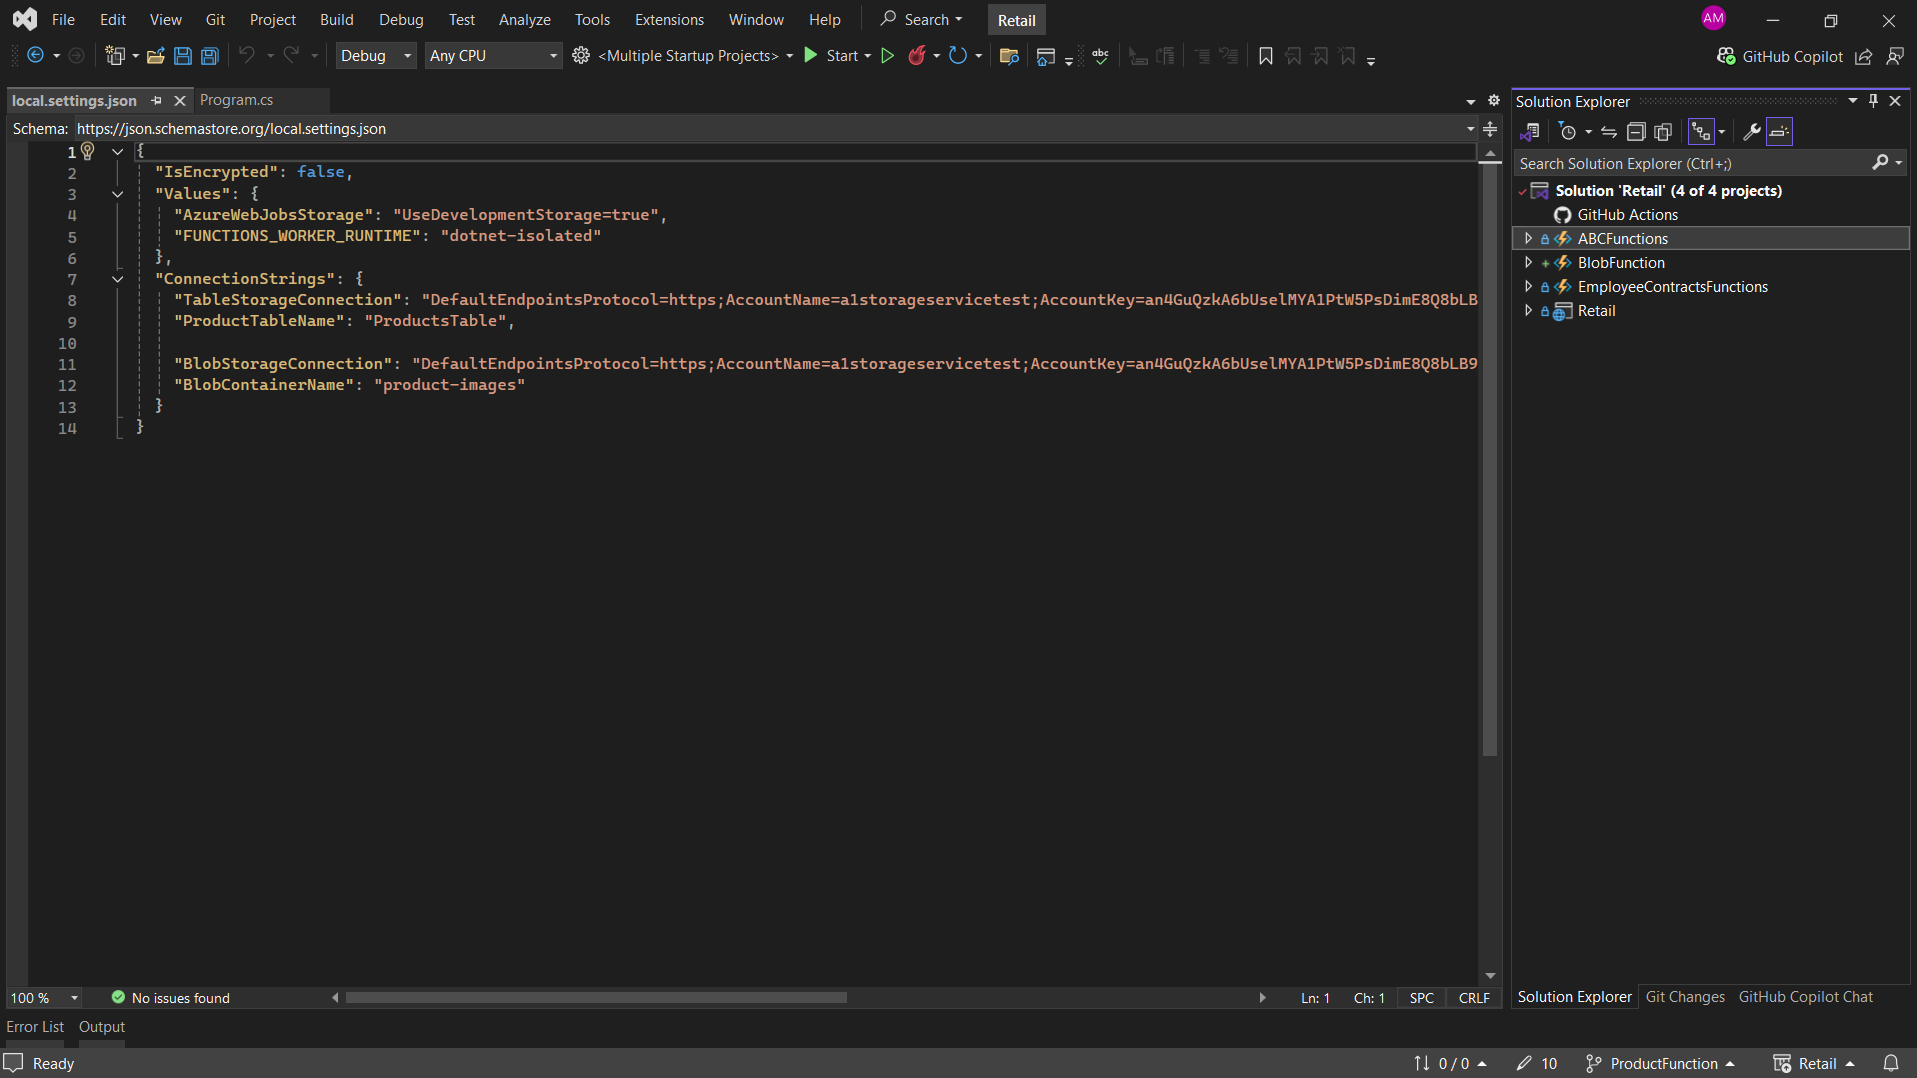 File Edit View Git Project Build Debug Test Analyze Tools Extensions Window Help Search Retail AM
Debug Any CPU <Multiple Startup Projects> Start abc GitHub Copilot
local.settings.json Program.cs
Schema: https://json.schemastore.org/local.settings.json
1 {
2 "IsEncrypted": false,
3 "Values": {
4 "AzureWebJobsStorage": "UseDevelopmentStorage=true",
5 "FUNCTIONS_WORKER_RUNTIME": "dotnet-isolated"
6 },
7 "ConnectionStrings": {
8 "TableStorageConnection": "DefaultEndpointsProtocol=https;AccountName=a1storageservicetest;AccountKey=an4GuQzkA6bUselMYA1PtW5PsDimE8Q8bLB
9 "ProductTableName": "ProductsTable",
10
11 "BlobStorageConnection": "DefaultEndpointsProtocol=https;AccountName=a1storageservicetest;AccountKey=an4GuQzkA6bUselMYA1PtW5PsDimE8Q8bLB9
12 "BlobContainerName": "product-images"
13 }
14 }
100 % No issues found Ln: 1 Ch: 1 SPC CRLF
Solution Explorer
Search Solution Explorer (Ctrl+;)
Solution 'Retail' (4 of 4 projects)
GitHub Actions
ABCFunctions
BlobFunction
EmployeeContractsFunctions
Retail
Solution Explorer Git Changes GitHub Copilot Chat
Error List Output
Ready 0 / 0 10 ProductFunction Retail